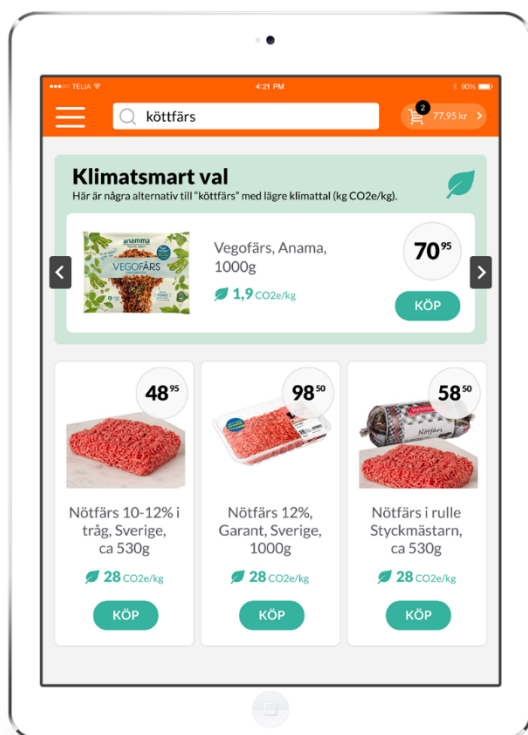 TELIA
4:21 PM
90%
köttfärs
2
77,95 kr
Klimatsmart val
Här är några alternativ till "köttfärs" med lägre klimattal (kg CO2e/kg).
anamma
VEGOFÄRS
Vegofärs, Anama,
1000g
1,9 CO2e/kg
70 95
KÖP
48 95
Nötfärs 10-12% i
tråg, Sverige,
ca 530g
28 CO2e/kg
KÖP
98 50
Nötfärs 12%,
Garant, Sverige,
1000g
28 CO2e/kg
KÖP
58 50
Nötfärs
Nötfärs i rulle
Styckmästarn,
ca 530g
28 CO2e/kg
KÖP